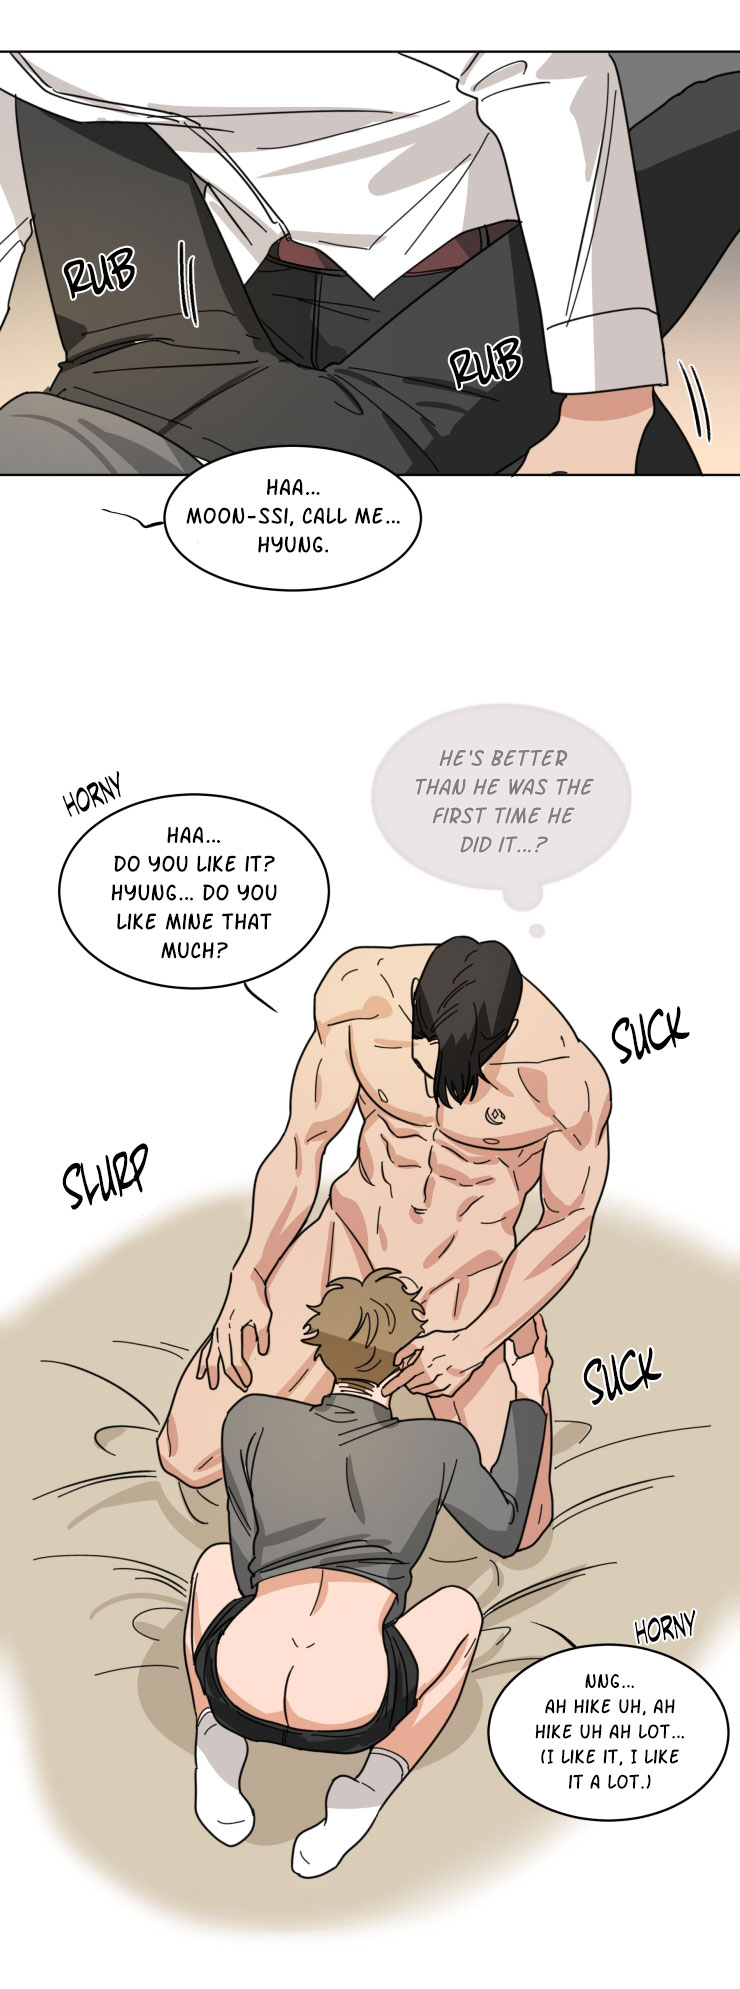 RUB
RUB
HAA...
MOON-SSI, CALL ME...
HYUNG.
HE'S BETTER
THAN HE WAS THE
FIRST TIME HE
DID IT...?
HORNY
HAA...
DO YOU LIKE IT?
HYUNG... DO YOU
LIKE MINE THAT
MUCH?
SUCK
SLURP
SUCK
HORNY
NNG...
AH HIKE UH, AH
HIKE UH AH LOT...
(I LIKE IT, I LIKE
IT A LOT.)